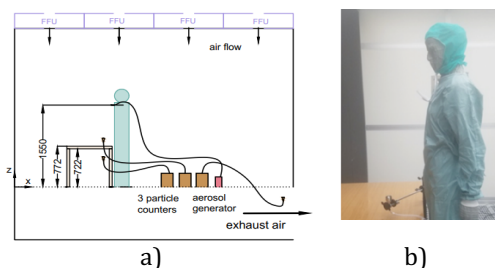 FFU FFU FFU FFU
air flow
1550
772
722
z
x
3 particle counters
aerosol generator
exhaust air
a) b)